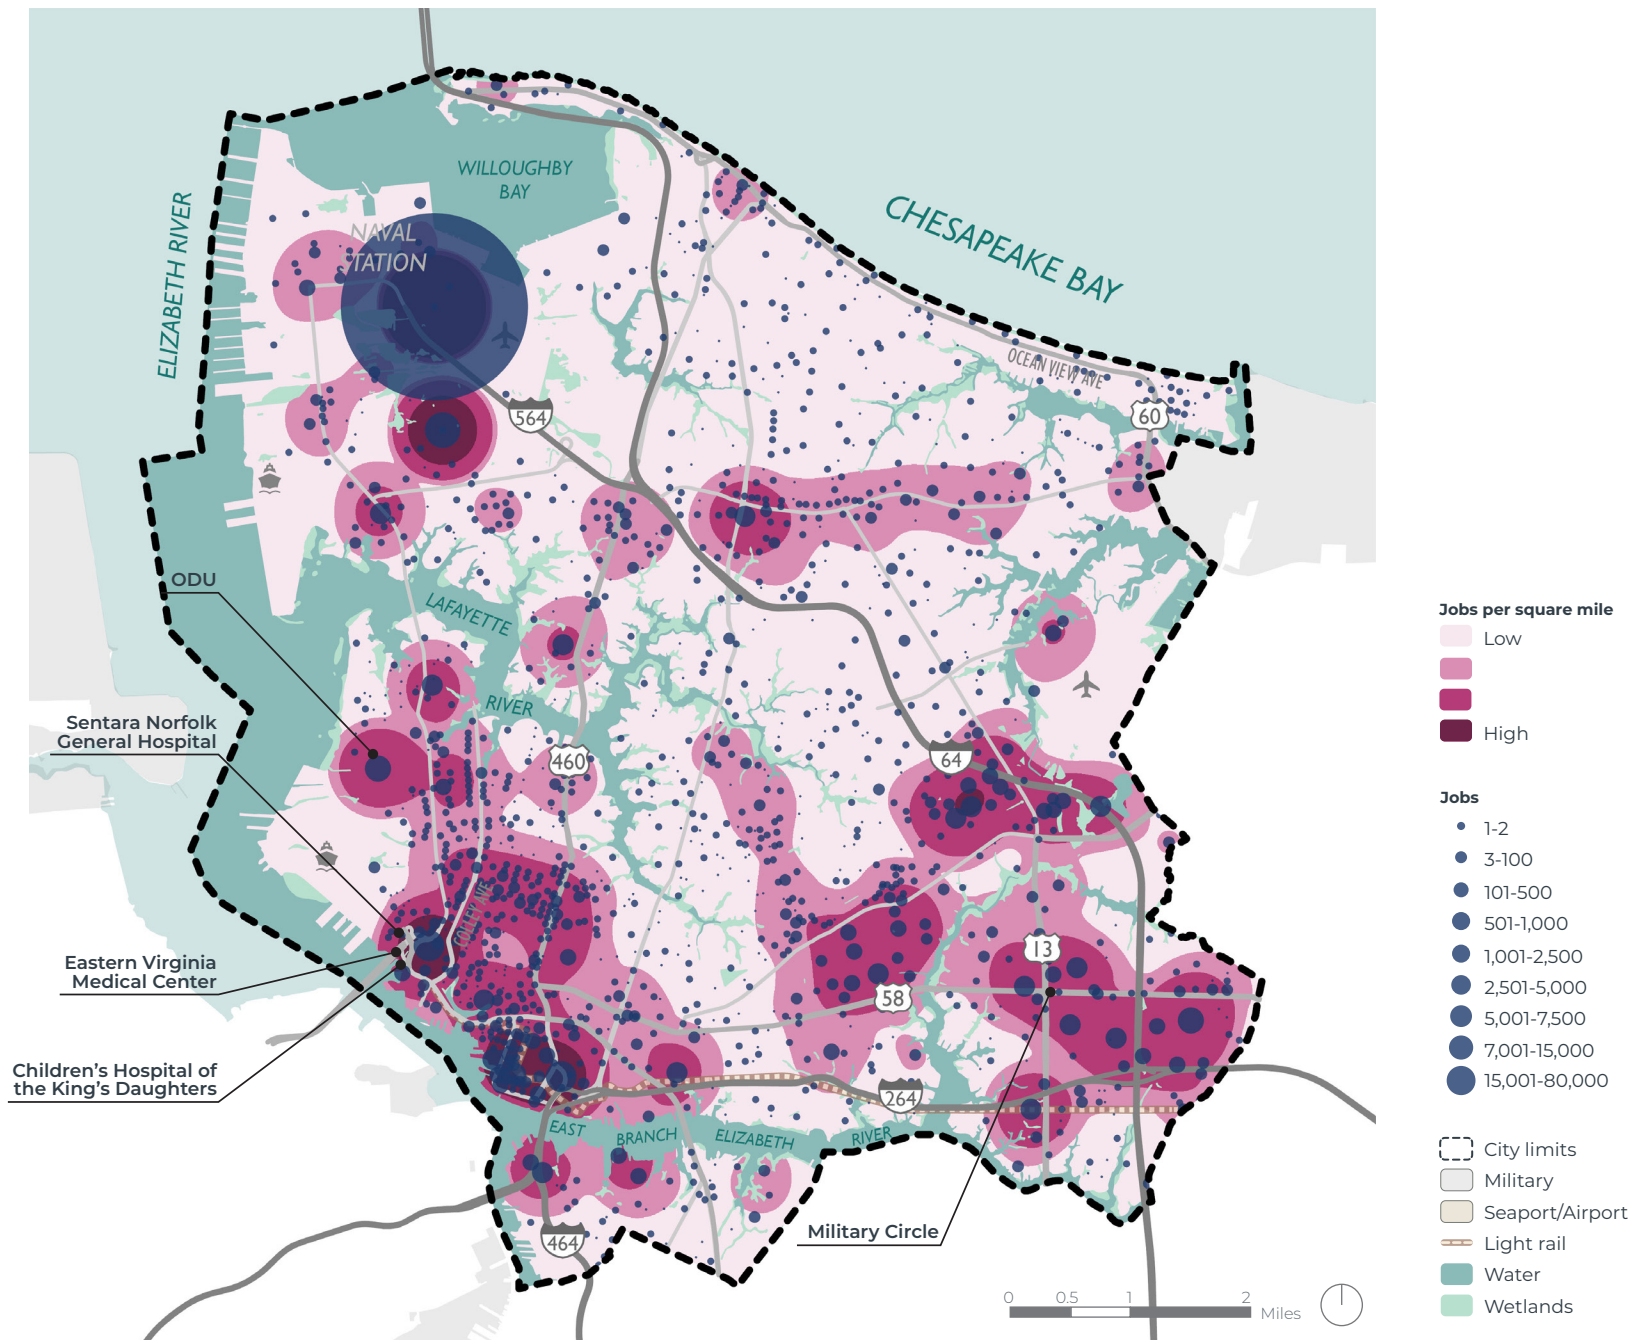 WILLOUGHBY
BAY
ELIZABETH RIVER
NAVAL
STATION
CHESAPEAKE BAY
OCEAN VIEW AVE
60
564
ODU
LAFAYETTE
RIVER
Sentara Norfolk
General Hospital
460
64
COLLEY AVE
13
Eastern Virginia
Medical Center
58
Children's Hospital of
the King's Daughters
264
EAST
BRANCH
ELIZABETH
RIVER
Military Circle
464
0 0.5 1 2
Miles
Jobs per square mile
Low
High
Jobs
1-2
3-100
101-500
501-1,000
1,001-2,500
2,501-5,000
5,001-7,500
7,001-15,000
15,001-80,000
City limits
Military
Seaport/Airport
Light rail
Water
Wetlands